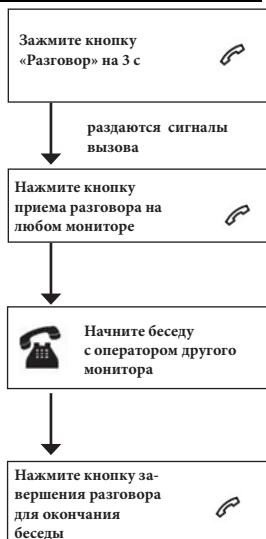 Зажмите кнопку
«Разговор» на 3 с
раздаются сигналы
вызова
Нажмите кнопку
приема разговора на
любом мониторе
Начните беседу
с оператором другого
монитора
Нажмите кнопку за-
вершения разговора
для окончания
беседы